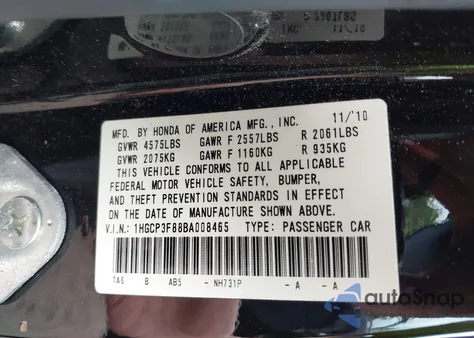 MFD. BY HONDA OF AMERICA MFG., INC. 11/'10
GVWR 4575LBS GAWR F 2557LBS R 2061LBS
GVWR 2075KG GAWR F 1160KG R 935KG
THIS VEHICLE CONFORMS TO ALL APPLICABLE
FEDERAL MOTOR VEHICLE SAFETY, BUMPER,
AND THEFT PREVENTION STANDARDS IN EFFECT
ON THE DATE OF MANUFACTURE SHOWN ABOVE.
V.I.N.: 1HGCP3F88BA008465 TYPE: PASSENGER CAR
TA6 B AB5 - NH731P - A - A
autoSnap